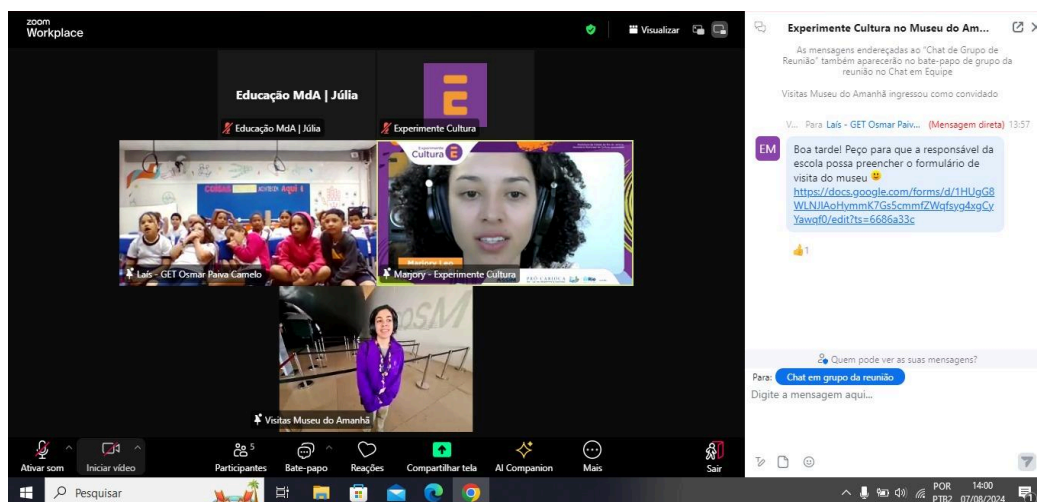 zoom
Workplace
Visualizar
Educação MdA | Júlia
Educação MdA | Júlia
Experimente Cultura
COISAS
ACONTECEM Aqui É
Experimente
Cultura
Laís - GET Osmar Paiva Camelo
Marjory Leo
Marjory - Experimente Cultura
Visitas Museu do Amanhã
Ativar som
Iniciar vídeo
5
Participantes
Bate-papo
Reações
Compartilhar tela
AI Companion
Mais
Sair
Experimente Cultura no Museu do Am...
As mensagens endereçadas ao "Chat de Grupo de
Reunião" também aparecerão no bate-papo de grupo da
reunião no Chat em Equipe
Visitas Museu do Amanhã ingressou como convidado
V... Para Laís - GET Osmar Paiv... (Mensagem direta) 13:57
EM
Boa tarde! Peço para que a responsável da
escola possa preencher o formulário de
visita do museu
https://docs.google.com/forms/d/1HUgG8
WLNJIAoHymmK7Gs5cmmfZWqfsyg4xgCy
Yawqf0/edit?ts=6686a33c
1
Quem pode ver as suas mensagens?
Para: Chat em grupo da reunião
Digite a mensagem aqui...
Pesquisar
POR
PTB2
14:00
07/08/2024